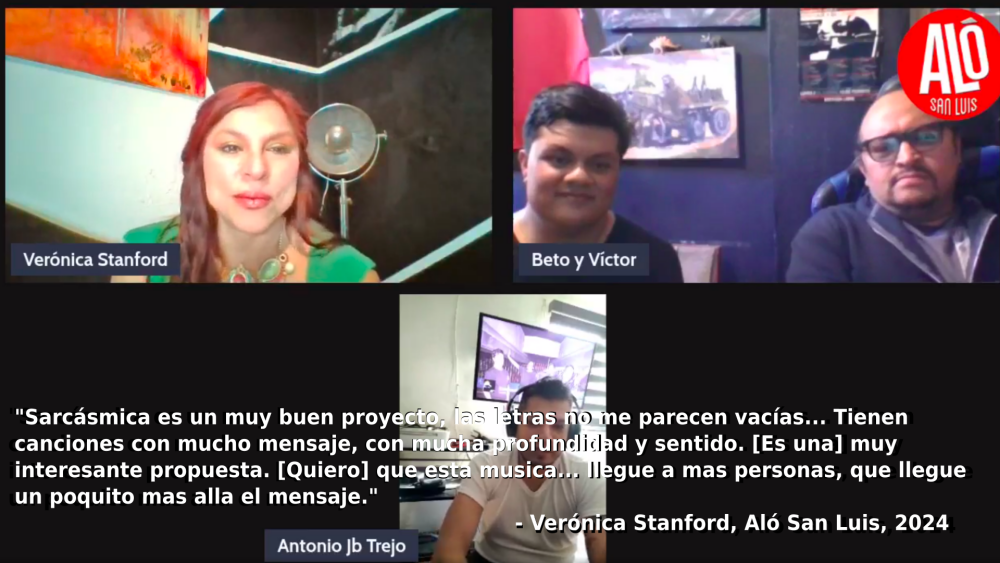 ALÓ
SAN LUIS
Verónica Stanford
Beto y Víctor
"Sarcásmica es un muy buen proyecto, las letras no me parecen vacías... Tienen
canciones con mucho mensaje, con mucha profundidad y sentido. [Es una] muy
interesante propuesta. [Quiero] que está musica... llegue a mas personas, que llegue
un poquito mas alla el mensaje."
- Verónica Stanford, Aló San Luis, 2024
Antonio Jb Trejo